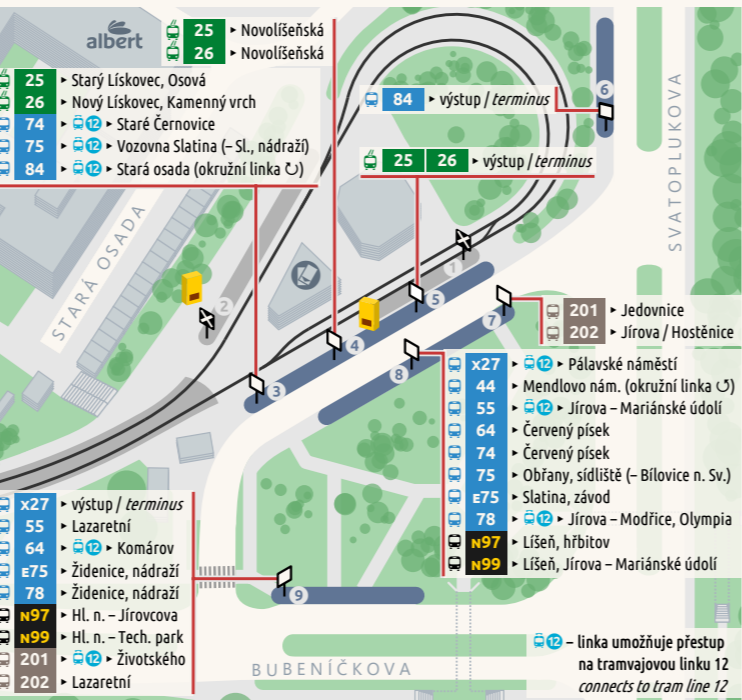 albert
25 ▸ Novolíšeňská
26 ▸ Novolíšeňská
25 ▸ Starý Lískovec, Osová
26 ▸ Nový Lískovec, Kamenný vrch
74 ▸ 12 ▸ Staré Černovice
75 ▸ 12 ▸ Vozovna Slatina (– Sl., nádraží)
84 ▸ Stará osada (okružní linka ↻)
84 ▸ výstup / terminus
25 26 ▸ výstup / terminus
STARÁ OSADA
SVATOPLUKOVA
6
1
2
5
7
4
8
3
201 ▸ Jedovnice
202 ▸ Jírova / Hostěnice
x27 ▸ 12 ▸ Pálavské náměstí
44 ▸ Mendlovo nám. (okružní linka ↺)
55 ▸ 12 ▸ Jírova – Mariánské údolí
64 ▸ Červený písek
74 ▸ Červený písek
75 ▸ Obřany, sídliště (– Bílovice n. Sv.)
E75 ▸ Slatina, závod
78 ▸ 12 ▸ Jírova – Modřice, Olympia
N97 ▸ Líšeň, hřbitov
N99 ▸ Líšeň, Jírova – Mariánské údolí
x27 ▸ výstup / terminus
55 ▸ Lazaretní
64 ▸ 12 ▸ Komárov
E75 ▸ Židenice, nádraží
78 ▸ Židenice, nádraží
N97 ▸ Hl. n. – Jírovcova
N99 ▸ Hl. n. – Tech. park
201 ▸ 12 ▸ Životského
202 ▸ Lazaretní
9
BUBENÍČKOVA
12 – linka umožňuje přestup
na tramvajovou linku 12
connects to tram line 12